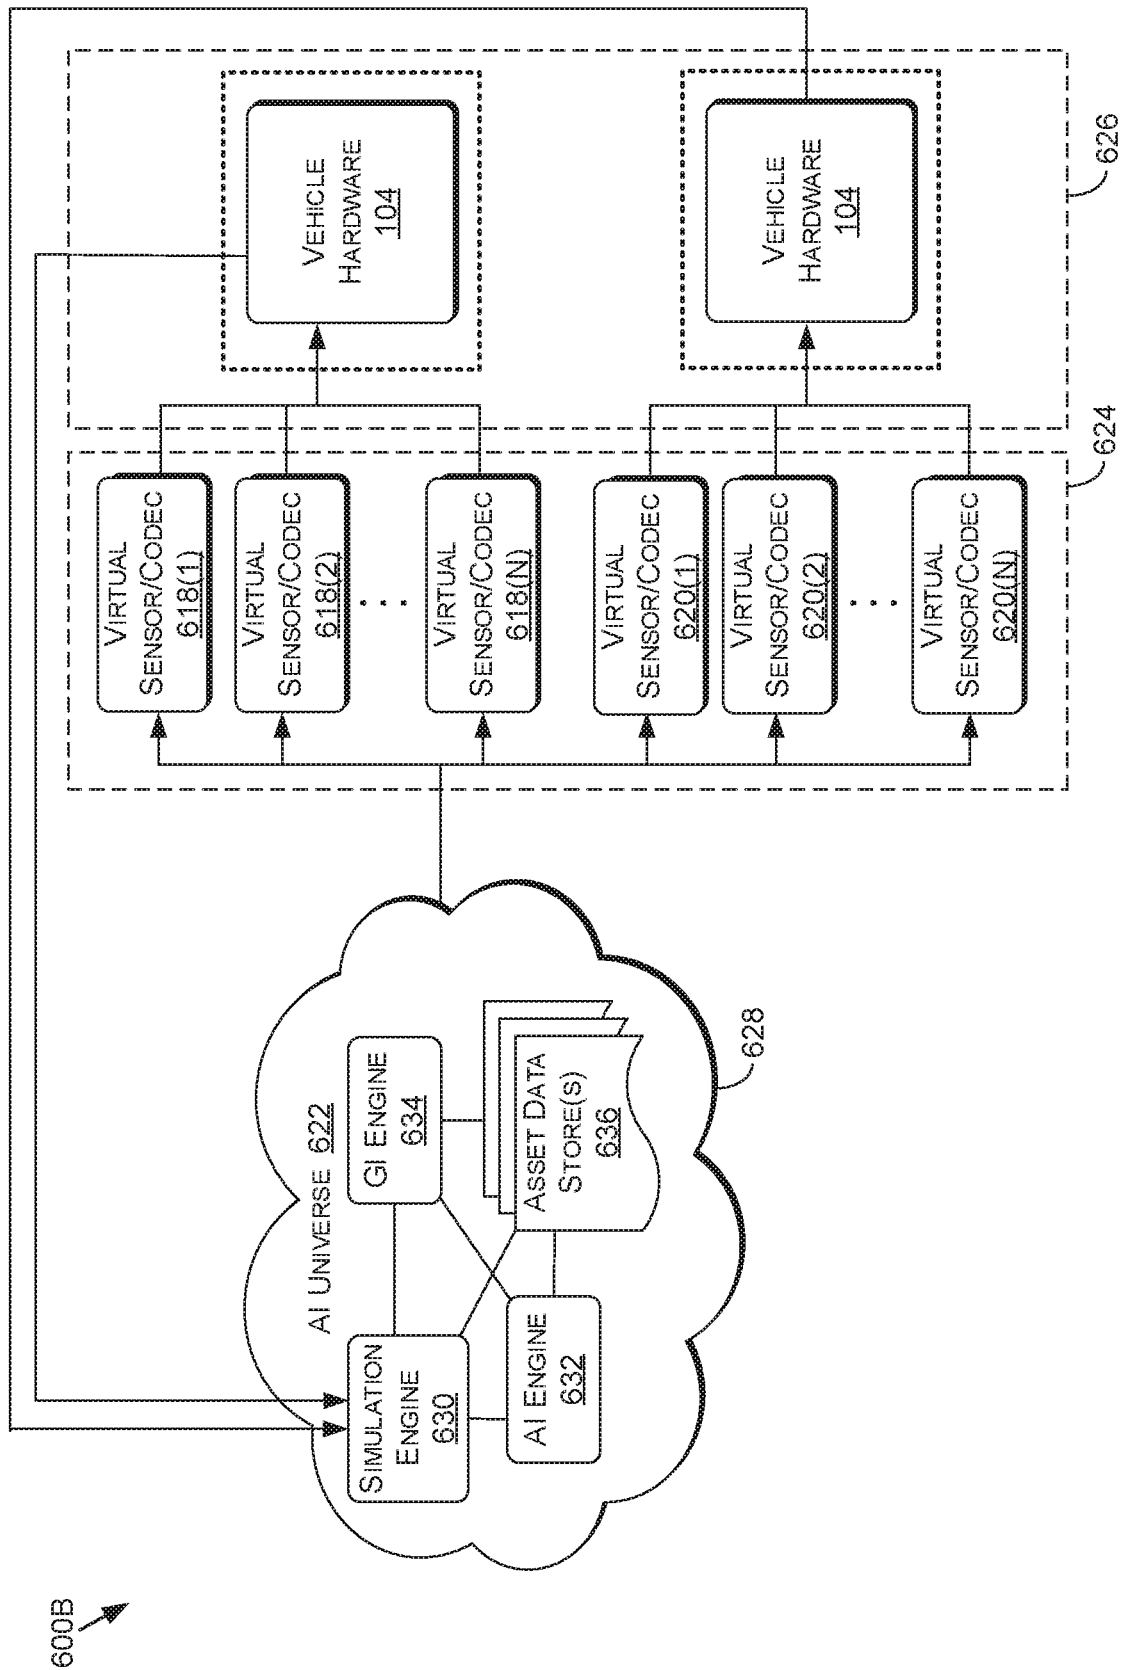 600B
AI UNIVERSE 622
SIMULATION
ENGINE
630
GI ENGINE
634
AI ENGINE
632
ASSET DATA
STORE(S)
636
628
VIRTUAL
SENSOR/CODEC
618(1)
VIRTUAL
SENSOR/CODEC
618(2)
VIRTUAL
SENSOR/CODEC
618(N)
VIRTUAL
SENSOR/CODEC
620(1)
VIRTUAL
SENSOR/CODEC
620(2)
VIRTUAL
SENSOR/CODEC
620(N)
624
VEHICLE
HARDWARE
104
VEHICLE
HARDWARE
104
626